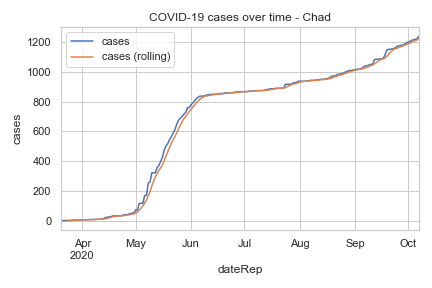 COVID-19 cases over time - Chad
cases
cases (rolling)
1200
1000
800
600
400
200
0
cases
Apr
2020
May
Jun
Jul
Aug
Sep
Oct
dateRep